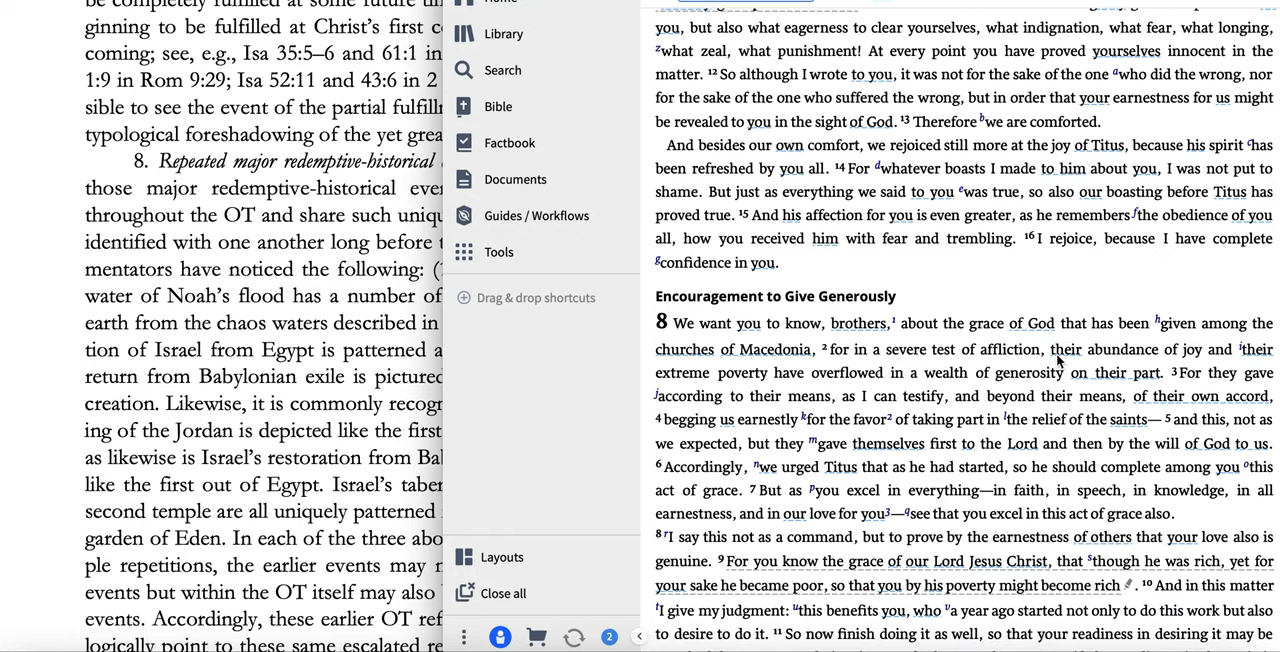 be completely fulfilled at some future tim
ginning to be fulfilled at Christ's first c
coming; see, e.g., Isa 35:5–6 and 61:1 in
1:9 in Rom 9:29; Isa 52:11 and 43:6 in 2
sible to see the event of the partial fulfilln
typological foreshadowing of the yet grea
8. Repeated major redemptive-historical
those major redemptive-historical ever
throughout the OT and share such uniqu
identified with one another long before t
mentators have noticed the following: (
water of Noah's flood has a number of
earth from the chaos waters described in
tion of Israel from Egypt is patterned a
return from Babylonian exile is pictured
creation. Likewise, it is commonly recogn
ing of the Jordan is depicted like the first
as likewise is Israel's restoration from Bab
like the first out of Egypt. Israel's taber
second temple are all uniquely patterned
garden of Eden. In each of the three abo
ple repetitions, the earlier events may n
events but within the OT itself may also
events. Accordingly, these earlier OT ref
logically point to these same escalated re
Home
Library
Search
Bible
Factbook
Documents
Guides / Workflows
Tools
Drag & drop shortcuts
Layouts
Close all
2
you, but also what eagerness to clear yourselves, what indignation, what fear, what longing,
z what zeal, what punishment! At every point you have proved yourselves innocent in the
matter. 12 So although I wrote to you, it was not for the sake of the one a who did the wrong, nor
for the sake of the one who suffered the wrong, but in order that your earnestness for us might
be revealed to you in the sight of God. 13 Therefore b we are comforted.
And besides our own comfort, we rejoiced still more at the joy of Titus, because his spirit c has
been refreshed by you all. 14 For d whatever boasts I made to him about you, I was not put to
shame. But just as everything we said to you e was true, so also our boasting before Titus has
proved true. 15 And his affection for you is even greater, as he remembers f the obedience of you
all, how you received him with fear and trembling. 16 I rejoice, because I have complete
g confidence in you.
Encouragement to Give Generously
8 We want you to know, brothers,1 about the grace of God that has been h given among the
churches of Macedonia, 2 for in a severe test of affliction, their abundance of joy and i their
extreme poverty have overflowed in a wealth of generosity on their part. 3 For they gave
j according to their means, as I can testify, and beyond their means, of their own accord,
4 begging us earnestly k for the favor2 of taking part in l the relief of the saints— 5 and this, not as
we expected, but they m gave themselves first to the Lord and then by the will of God to us.
6 Accordingly, n we urged Titus that as he had started, so he should complete among you o this
act of grace. 7 But as p you excel in everything—in faith, in speech, in knowledge, in all
earnestness, and in our love for you3—q see that you excel in this act of grace also.
8 r I say this not as a command, but to prove by the earnestness of others that your love also is
genuine. 9 For you know the grace of our Lord Jesus Christ, that s though he was rich, yet for
your sake he became poor, so that you by his poverty might become rich. 10 And in this matter
t I give my judgment: u this benefits you, who v a year ago started not only to do this work but also
to desire to do it. 11 So now finish doing it as well, so that your readiness in desiring it may be